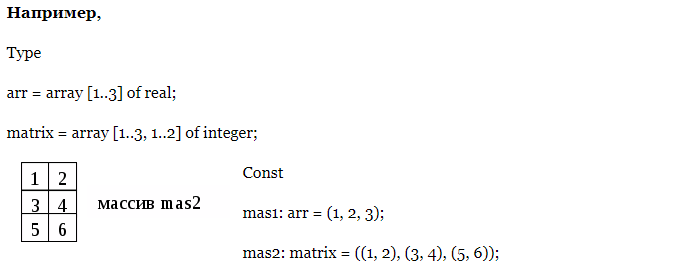 Например,
Type
arr = array [1..3] of real;
matrix = array [1..3, 1..2] of integer;
1 2
3 4
5 6
массив mas2
Const
mas1: arr = (1, 2, 3);
mas2: matrix = ((1, 2), (3, 4), (5, 6));